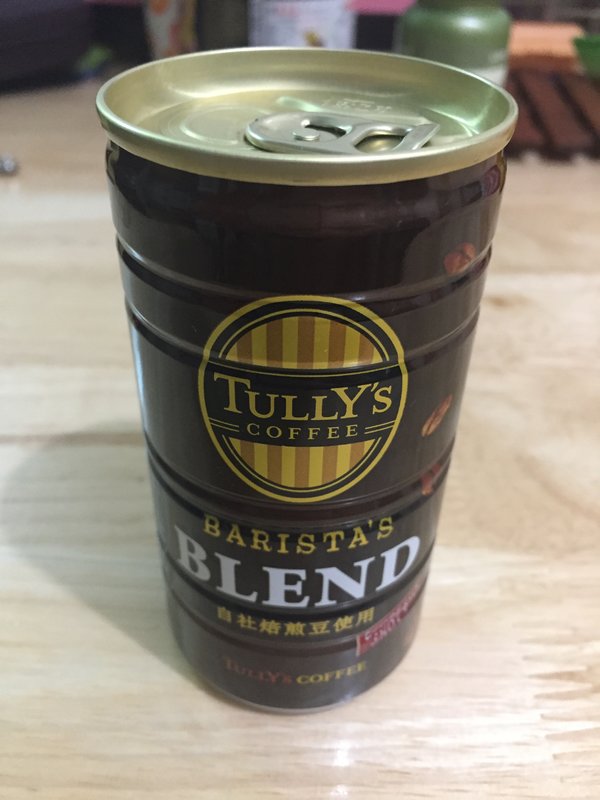 TULLY'S
COFFEE
BARISTA'S
BLEND
自社焙煎豆使用
TULLY'S COFFEE